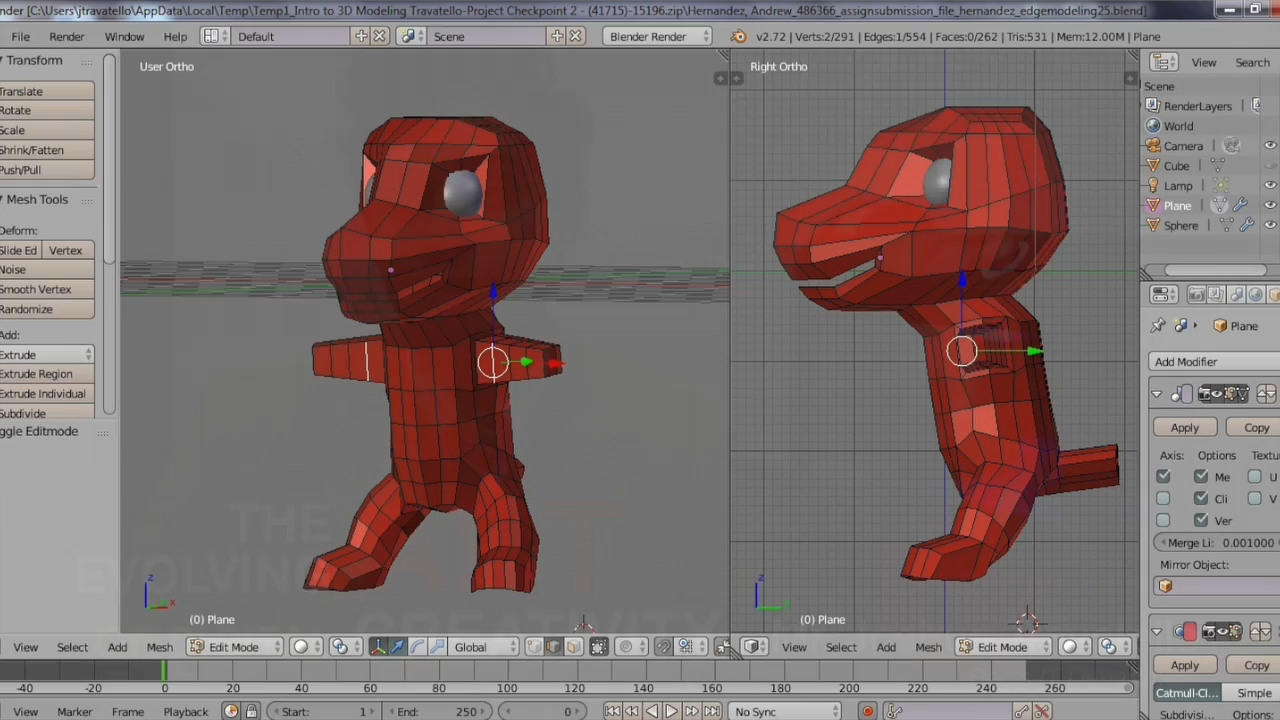 nder [C:\Users\jtravatello\AppData\Local\Temp\Temp1_Intro to 3D Modeling Travatello-Project Checkpoint 2 - (41715)-15196.zip\Hernandez, Andrew_486366_assignsubmission_file_hernandez_edgemodeling25.blend]
File Render Window Help Default Scene Blender Render v2.72 | Verts:2/291 | Edges:1/554 | Faces:0/262 | Tris:531 | Mem:12.00M | Plane
Transform
Translate
Rotate
Scale
Shrink/Fatten
Push/Pull
Mesh Tools
Deform:
Slide Ed Vertex
Noise
Smooth Vertex
Randomize
Add:
Extrude
Extrude Region
Extrude Individual
Subdivide
ggle Editmode
User Ortho
z
x
(0) Plane
THE
EVOLVING
CREATIVITY
Right Ortho
z
(0) Plane
View Search
Scene
RenderLayers
World
Camera
Cube
Lamp
Plane
Sphere
Plane
Add Modifier
Apply Copy
Axis: Options Textu
Me U
Cli V
Ver
Merge Li: 0.001000
Mirror Object:
Apply Copy
Catmull-Cl... Simple
Subdivisi... Options:
View Select Add Mesh Edit Mode Global
View Select Add Mesh Edit Mode
-40 -20 0 20 40 60 80 100 120 140 160 180 200 220 240 260
View Marker Frame Playback Start: 1 End: 250 0 No Sync